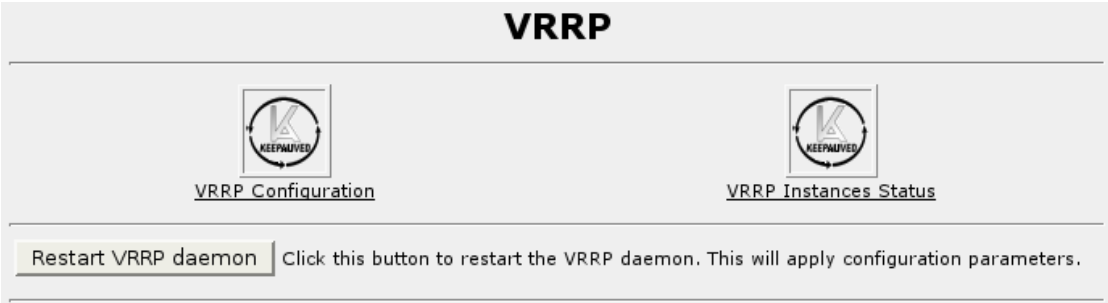 VRRP
KEEPALIVED
KEEPALIVED
VRRP Configuration
VRRP Instances Status
Restart VRRP daemon
Click this button to restart the VRRP daemon. This will apply configuration parameters.